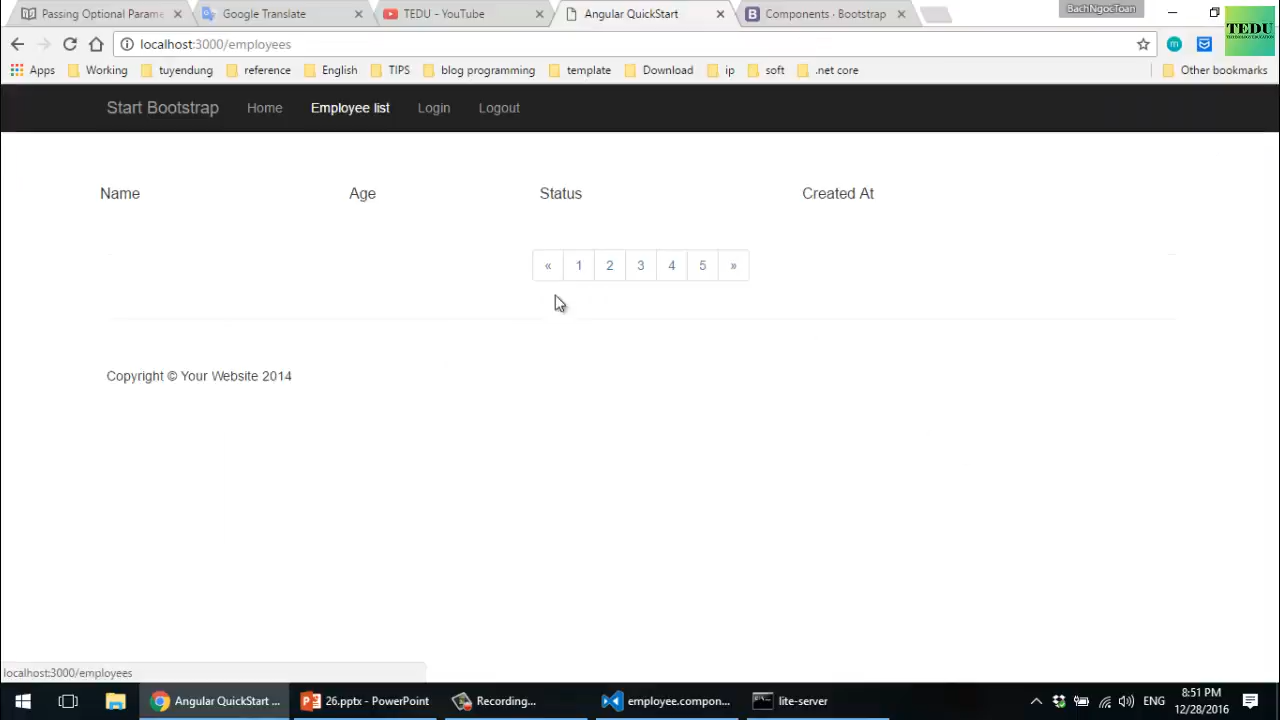 Passing Optional Parame
Google Translate
TEDU - YouTube
Angular QuickStart
Components · Bootstrap
BachNgocToan
localhost:3000/employees
TEDU
TECHNOLOGY EDUCATION
Apps Working tuyendung reference English TIPS blog programming template Download ip soft .net core Other bookmarks
Start Bootstrap Home Employee list Login Logout
Name Age Status Created At
« 1 2 3 4 5 »
Copyright © Your Website 2014
localhost:3000/employees
Angular QuickStart ...
26.pptx - PowerPoint
Recording...
employee.compon...
lite-server
ENG
8:51 PM
12/28/2016